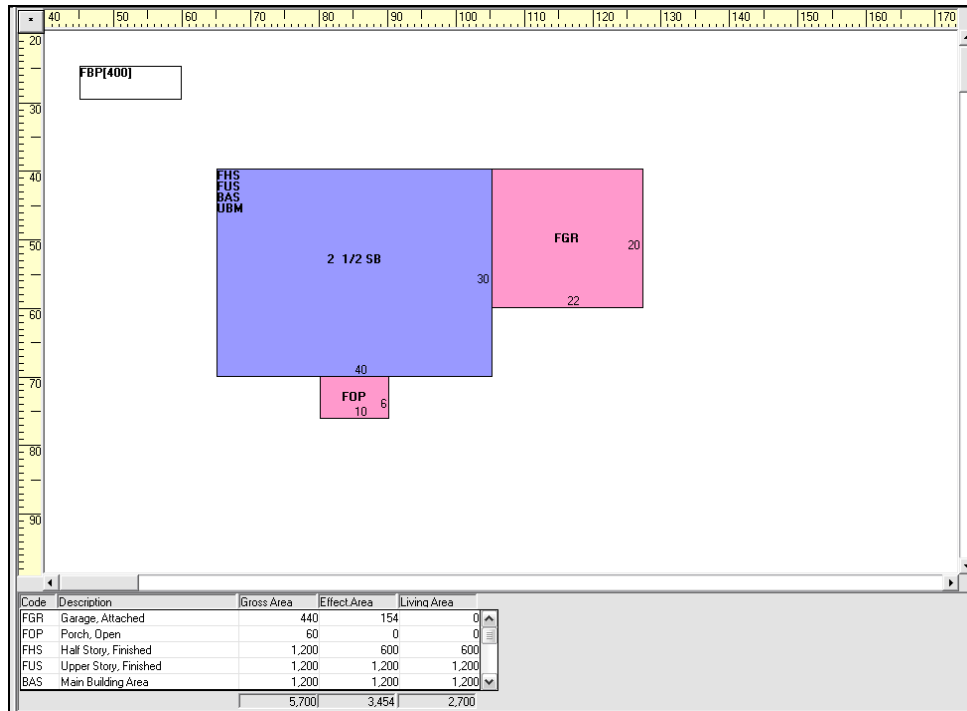 * 40 50 60 70 80 90 100 110 120 130 140 150 160 170
20
30
40
50
60
70
80
90
FBP[400]
FHS
FUS
BAS
UBM
2 1/2 SB
30
40
FGR
20
22
FOP
6
10
Code Description Gross Area Effect.Area Living Area
FGR Garage, Attached 440 154 0
FOP Porch, Open 60 0 0
FHS Half Story, Finished 1,200 600 600
FUS Upper Story, Finished 1,200 1,200 1,200
BAS Main Building Area 1,200 1,200 1,200
5,700 3,454 2,700